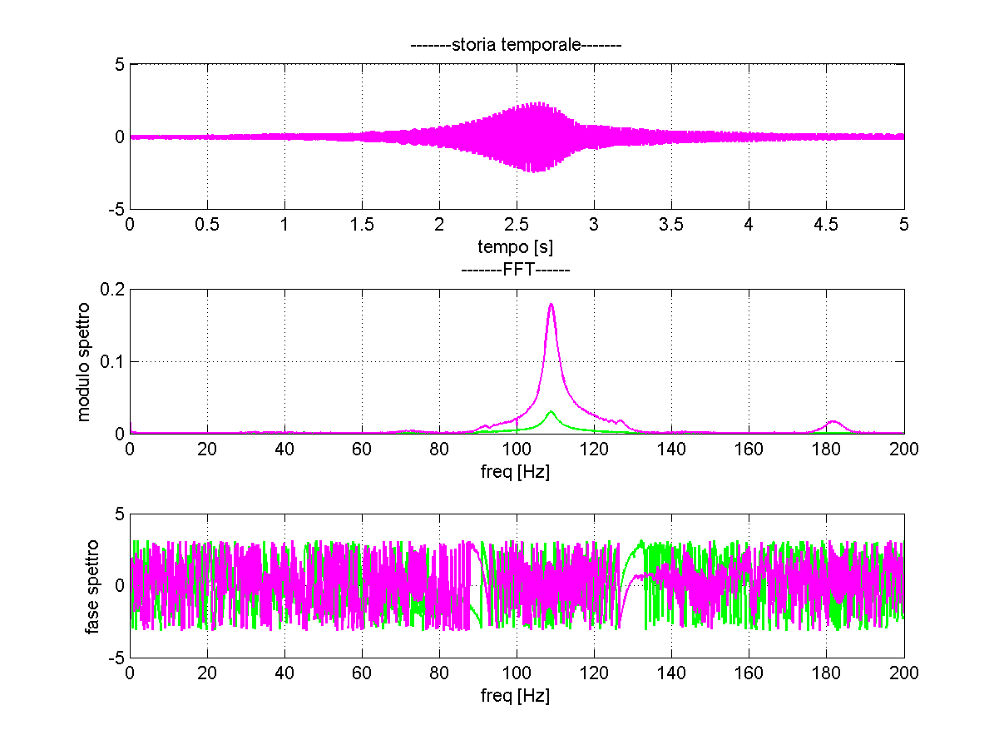 -------storia temporale-------
5
0
-5
0 0.5 1 1.5 2 2.5 3 3.5 4 4.5 5
tempo [s]
-------FFT------
modulo spettro
0.2
0.1
0
0 20 40 60 80 100 120 140 160 180 200
freq [Hz]
fase spettro
5
0
-5
0 20 40 60 80 100 120 140 160 180 200
freq [Hz]